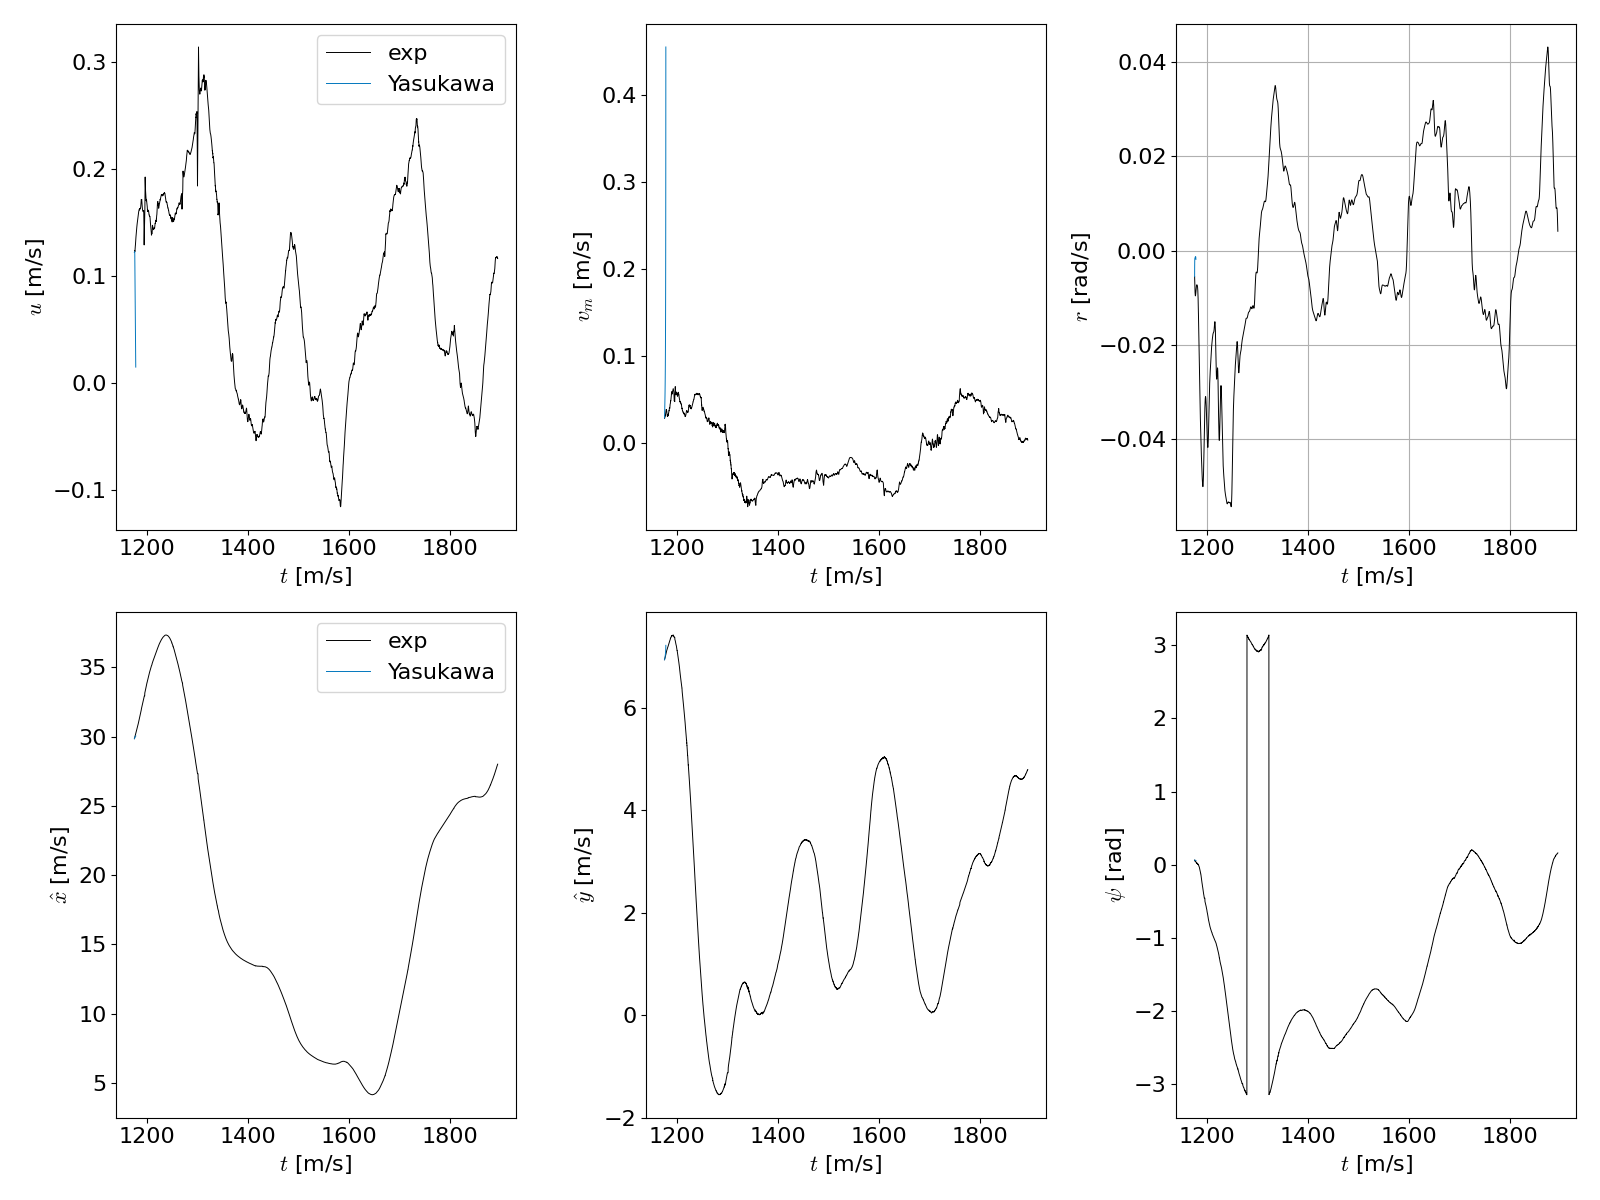 0.3
0.2
0.1
0.0
−0.1
u [m/s]
exp
Yasukawa
1200 1400 1600 1800
t [m/s]
0.4
0.3
0.2
0.1
0.0
v_m [m/s]
1200 1400 1600 1800
t [m/s]
0.04
0.02
0.00
−0.02
−0.04
r [rad/s]
1200 1400 1600 1800
t [m/s]
35
30
25
20
15
10
5
x̂ [m/s]
exp
Yasukawa
1200 1400 1600 1800
t [m/s]
6
4
2
0
−2
ŷ [m/s]
1200 1400 1600 1800
t [m/s]
3
2
1
0
−1
−2
−3
ψ [rad]
1200 1400 1600 1800
t [m/s]